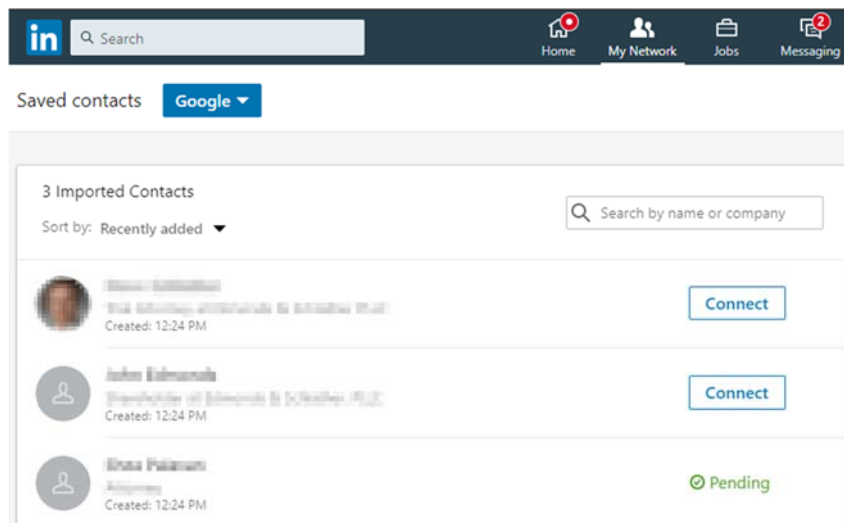 in Search
Home My Network Jobs 2 Messaging
Saved contacts Google
3 Imported Contacts
Sort by: Recently added
Search by name or company
Created: 12:24 PM
Connect
Created: 12:24 PM
Connect
Created: 12:24 PM
Pending